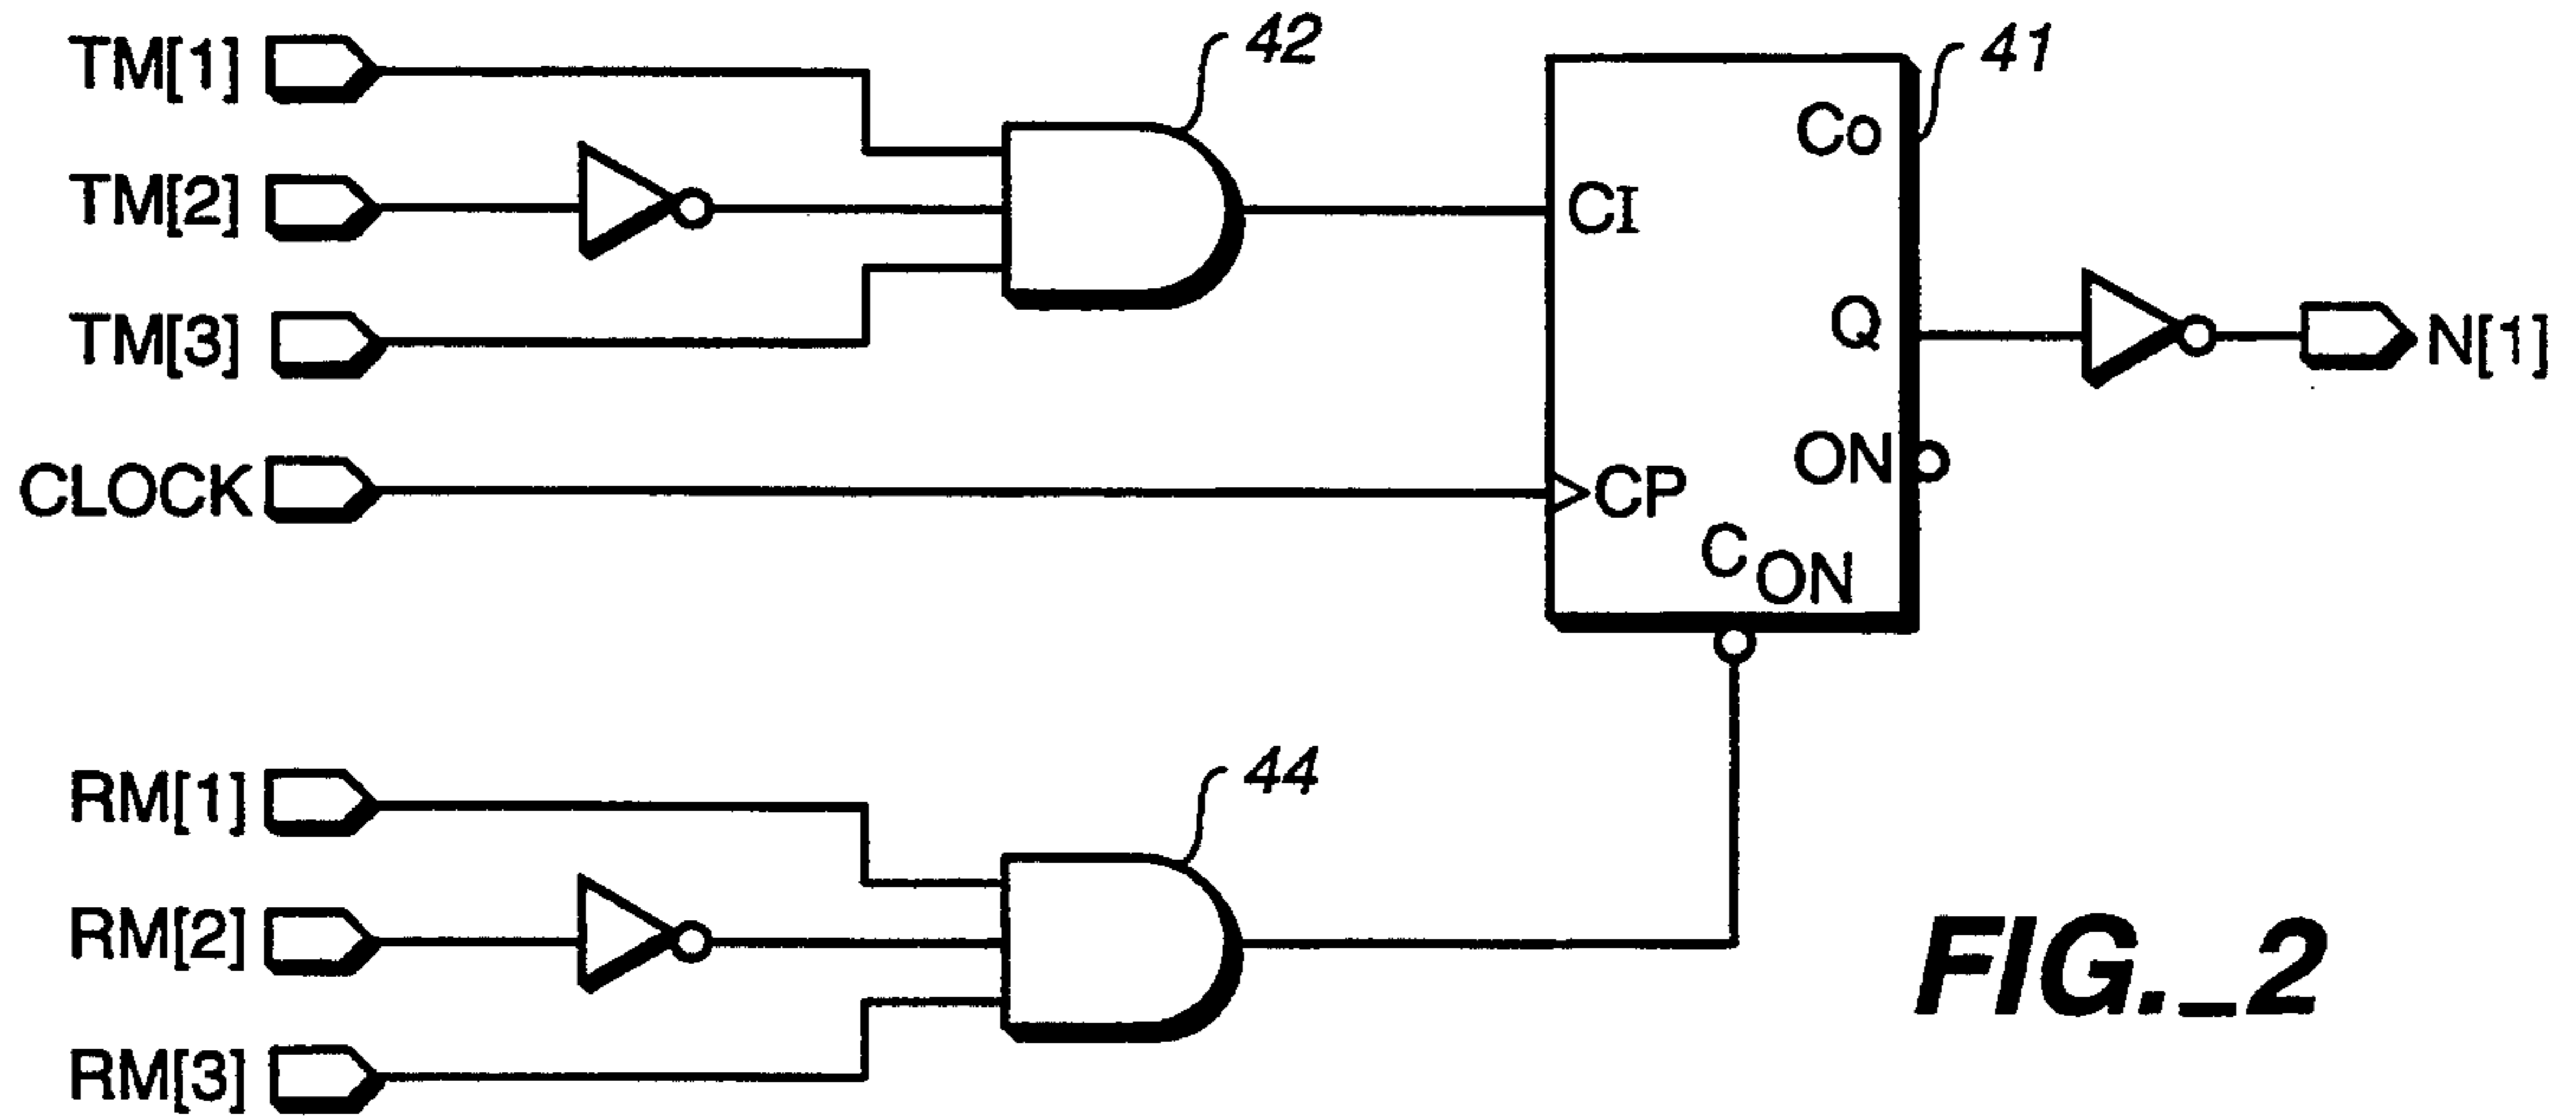 TM[1]
42
41
Co
TM[2]
CI
TM[3]
Q
N[1]
ON
CLOCK
CP
C ON
RM[1]
44
RM[2]
RM[3]
FIG._2